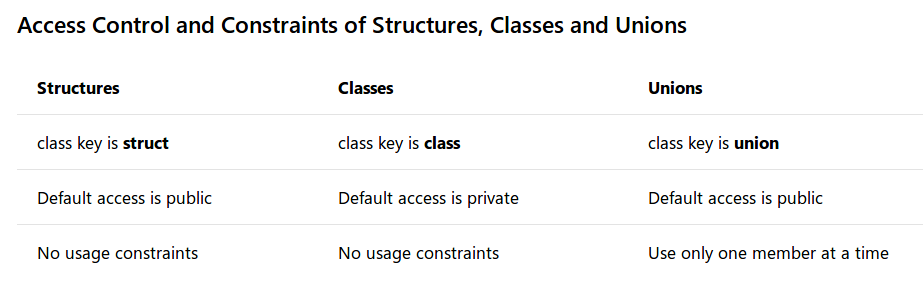 Access Control and Constraints of Structures, Classes and Unions
Structures Classes Unions
class key is struct class key is class class key is union
Default access is public Default access is private Default access is public
No usage constraints No usage constraints Use only one member at a time